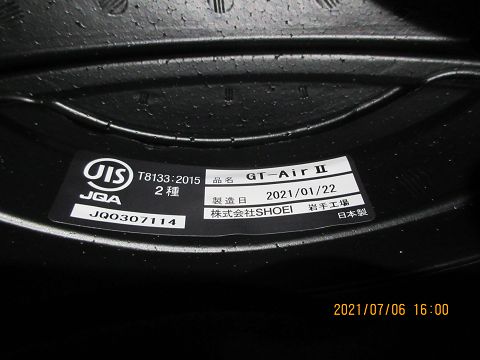 JIS
JQA
JQ0307114
T8133:2015
2種
品名 GT-Air Ⅱ
製造日 2021/01/22
株式会社SHOEI 岩手工場
日本製
2021/07/06 16:00